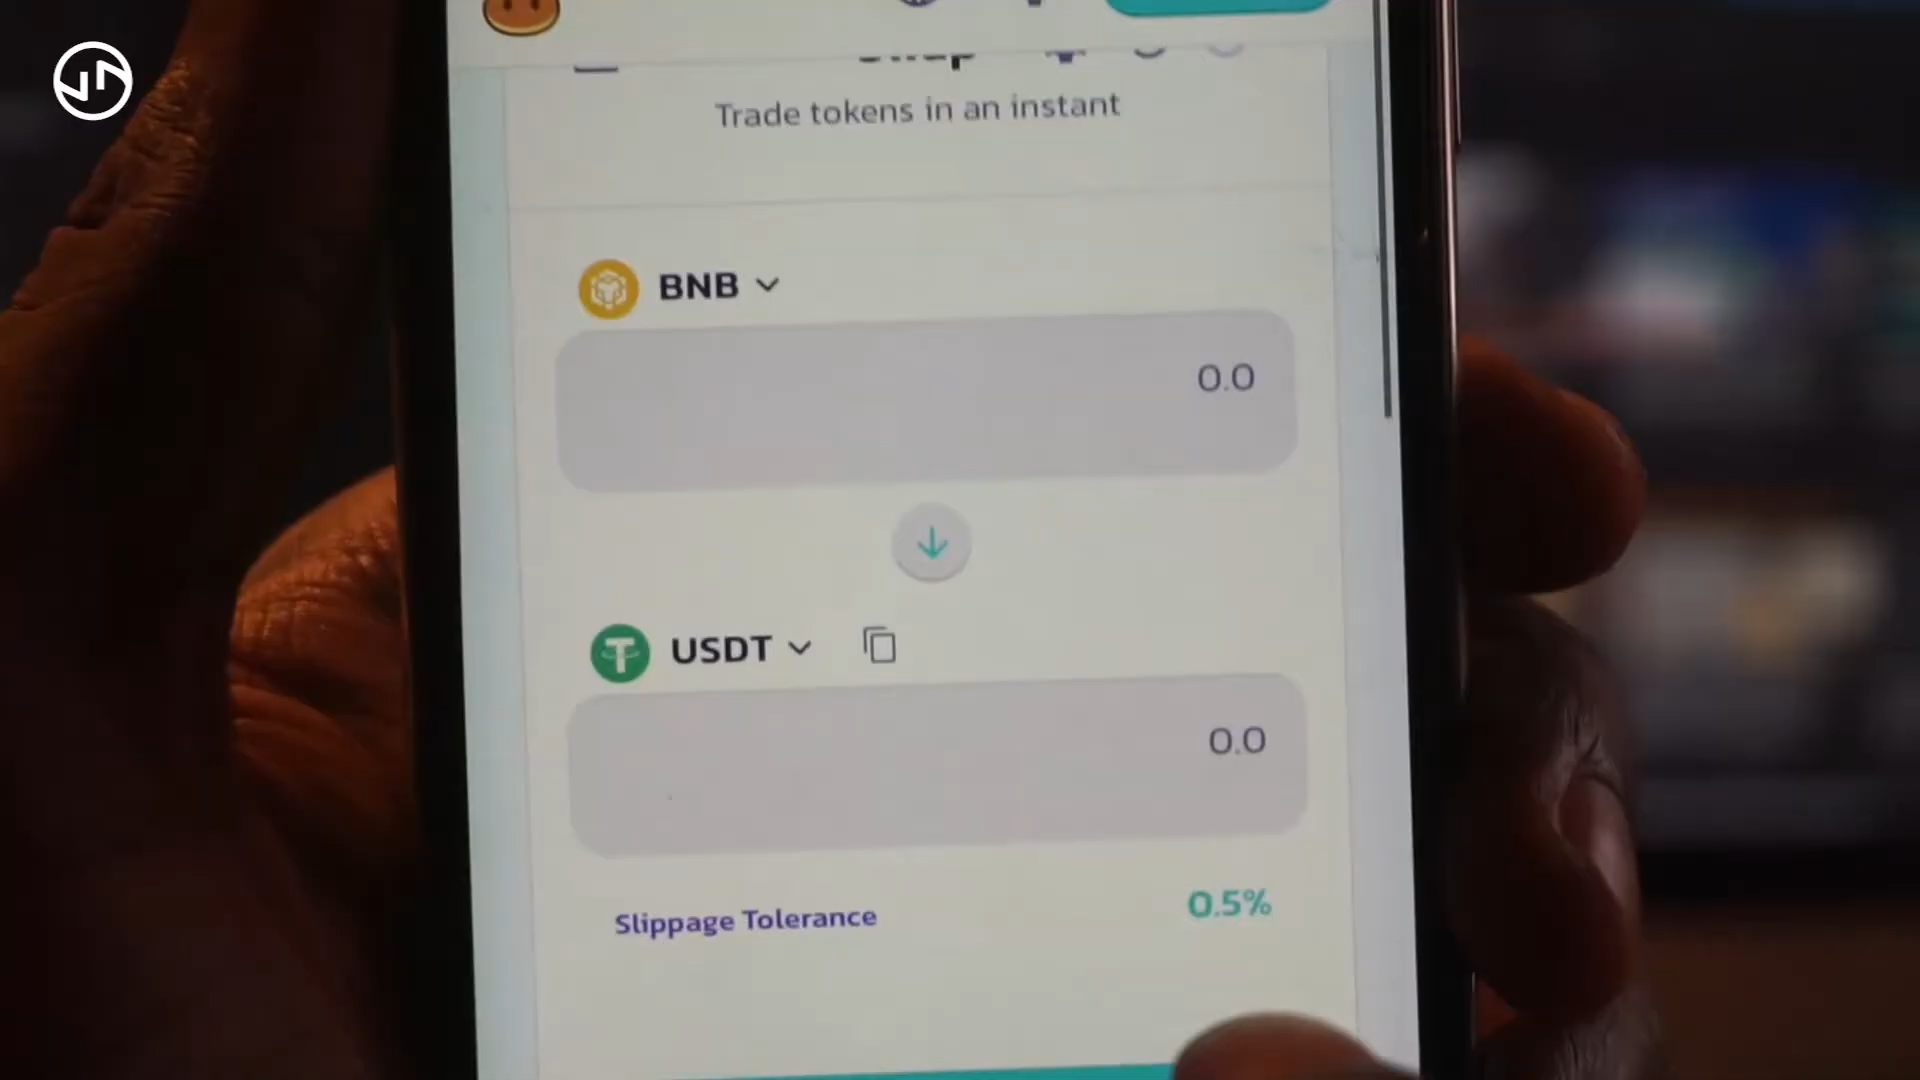 Trade tokens in an instant
BNB
0.0
USDT
0.0
Slippage Tolerance 0.5%